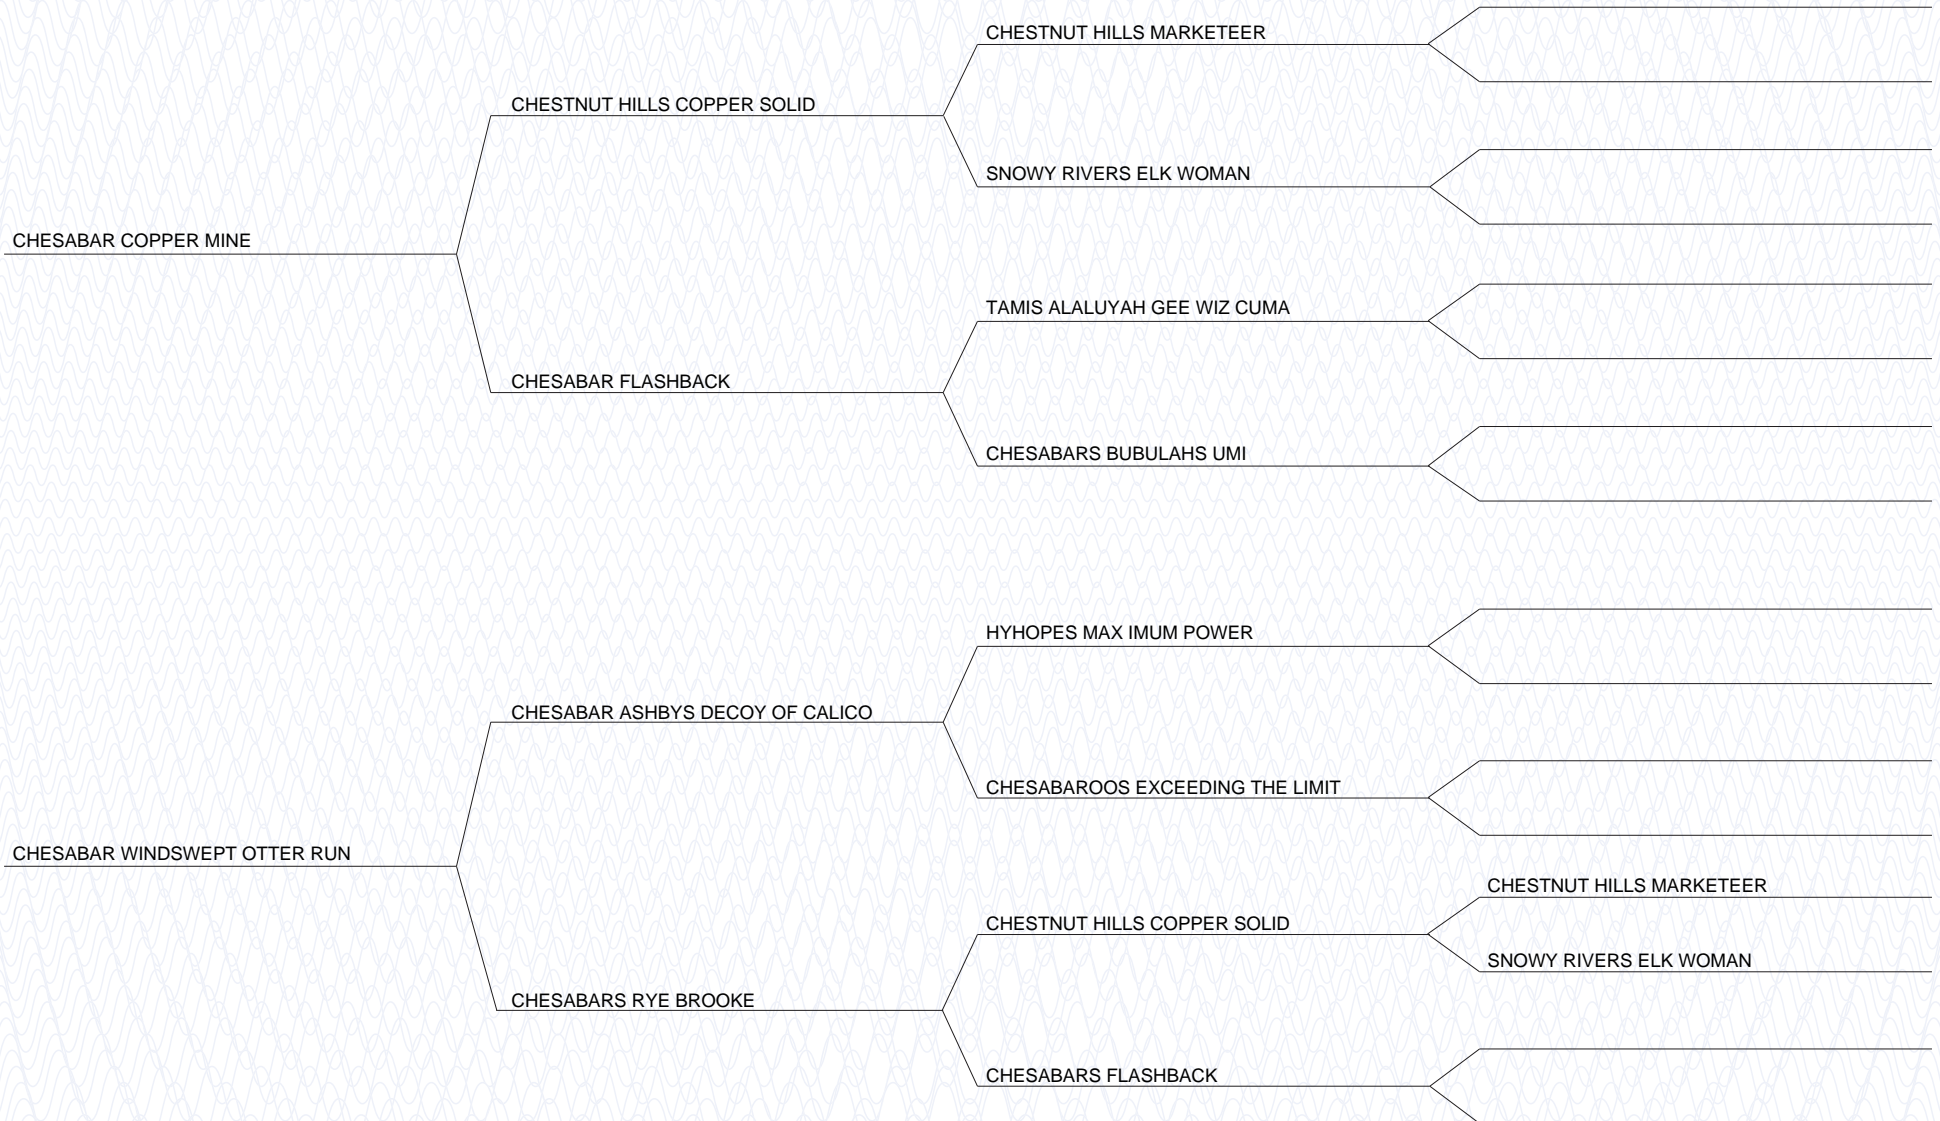 CHESTNUT HILLS MARKETEER
CHESTNUT HILLS COPPER SOLID
SNOWY RIVERS ELK WOMAN
CHESABAR COPPER MINE
TAMIS ALALUYAH GEE WIZ CUMA
CHESABAR FLASHBACK
CHESABARS BUBULAHS UMI
HYHOPES MAX IMUM POWER
CHESABAR ASHBYS DECOY OF CALICO
CHESABAROOS EXCEEDING THE LIMIT
CHESABAR WINDSWEPT OTTER RUN
CHESTNUT HILLS MARKETEER
CHESTNUT HILLS COPPER SOLID
SNOWY RIVERS ELK WOMAN
CHESABARS RYE BROOKE
CHESABARS FLASHBACK